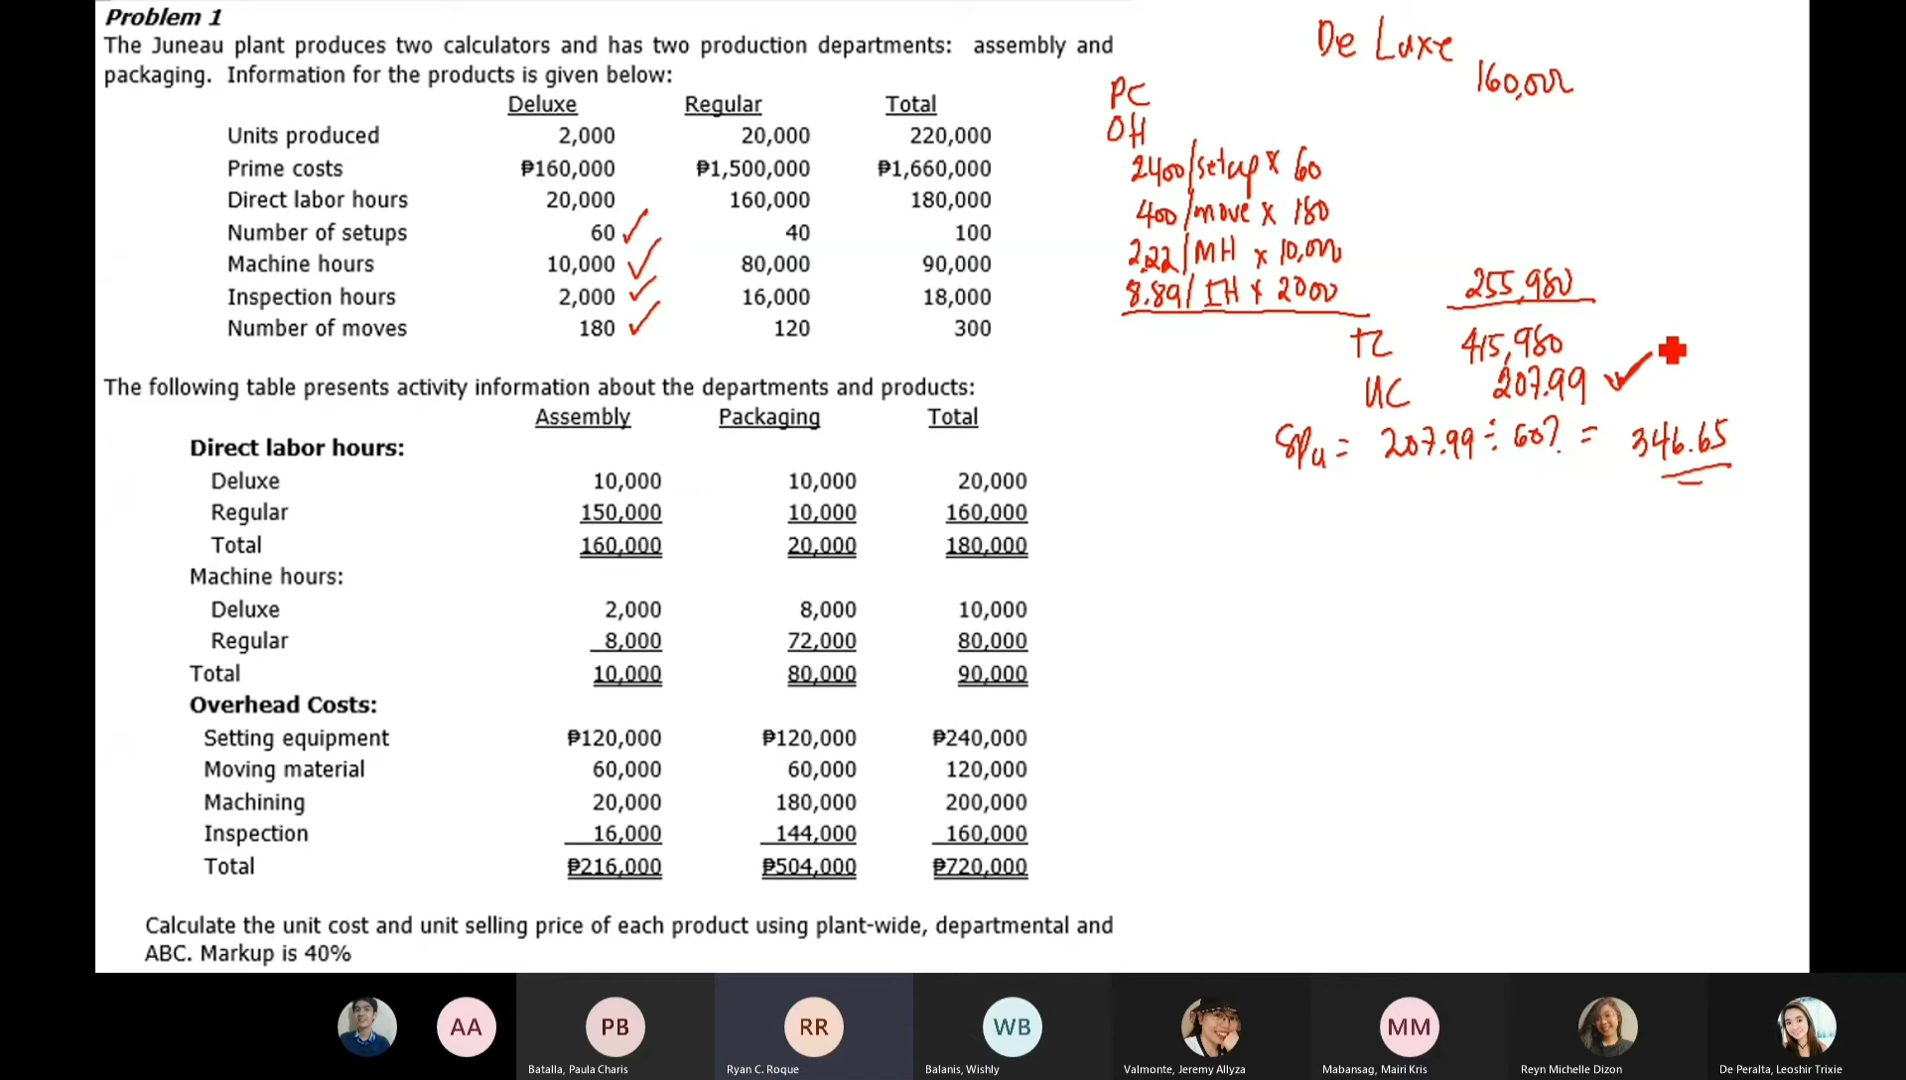 Problem 1
The Juneau plant produces two calculators and has two production departments: assembly and
packaging. Information for the products is given below:
Deluxe Regular Total
Units produced 2,000 20,000 220,000
Prime costs ₱160,000 ₱1,500,000 ₱1,660,000
Direct labor hours 20,000 160,000 180,000
Number of setups 60 40 100
Machine hours 10,000 80,000 90,000
Inspection hours 2,000 16,000 18,000
Number of moves 180 120 300
The following table presents activity information about the departments and products:
Assembly Packaging Total
Direct labor hours:
Deluxe 10,000 10,000 20,000
Regular 150,000 10,000 160,000
Total 160,000 20,000 180,000
Machine hours:
Deluxe 2,000 8,000 10,000
Regular 8,000 72,000 80,000
Total 10,000 80,000 90,000
Overhead Costs:
Setting equipment ₱120,000 ₱120,000 ₱240,000
Moving material 60,000 60,000 120,000
Machining 20,000 180,000 200,000
Inspection 16,000 144,000 160,000
Total ₱216,000 ₱504,000 ₱720,000
Calculate the unit cost and unit selling price of each product using plant-wide, departmental and
ABC. Markup is 40%
De Luxe
PC 160,000
OH
2400/setup x 60
400/move x 180
2.22/MH x 10,000
8.89/IH x 2000 255,980
TC 415,980
UC 207.99
SPu = 207.99 ÷ 60% = 346.65
AA
PB
RR
WB
MM
Batalla, Paula Charis
Ryan C. Roque
Balanis, Wishly
Valmonte, Jeremy Allyza
Mabansag, Mairi Kris
Reyn Michelle Dizon
De Peralta, Leoshir Trixie